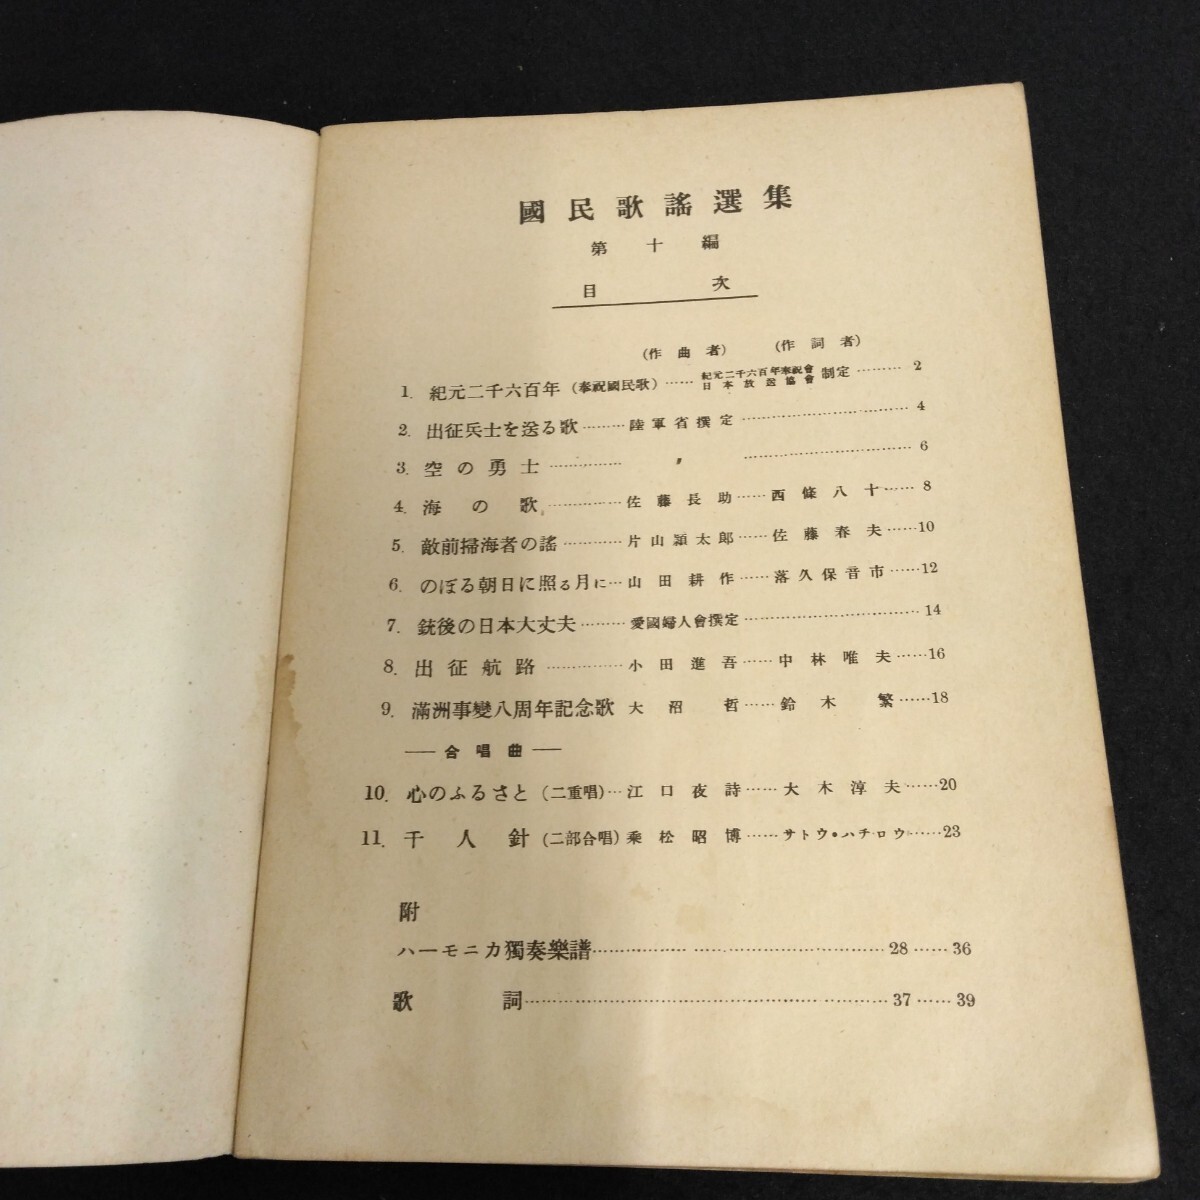 國民歌謠選集
第十編
目次
(作曲者) (作詞者)
1. 紀元二千六百年 (奉祝國民歌) …… 紀元二千六百年奉祝會 日本放送協會 制定 ……… 2
2. 出征兵士を送る歌 ……… 陸軍省撰定 ……………………… 4
3. 空の勇士 …………… 〃 ……………………… 6
4. 海の歌 …………… 佐藤長助 …… 西條八十 …… 8
5. 敵前掃海者の謠 ………… 片山頴太郎 …… 佐藤春夫 …… 10
6. のぼる朝日に照る月に … 山田耕作 …… 落久保音市 …… 12
7. 銃後の日本大丈夫 ……… 愛國婦人會撰定 ……………………… 14
8. 出征航路 …………… 小田進吾 …… 中林唯夫 …… 16
9. 滿洲事變八周年記念歌 大沼哲 …… 鈴木繁 …… 18
— 合唱曲 —
10. 心のふるさと (二重唱) … 江口夜詩 …… 大木淳夫 …… 20
11. 千人針 (二部合唱) 乗松昭博 …… サトウ・ハチロウ …… 23
附
ハーモニカ獨奏樂譜 ……………………… 28 …… 36
歌詞 ……………………………… 37 …… 39